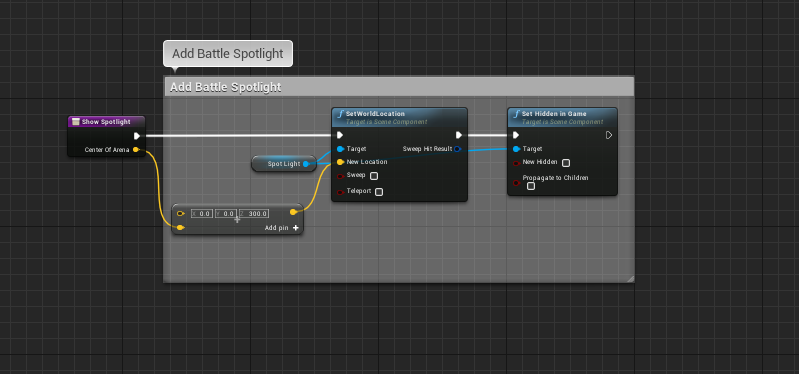 Add Battle Spotlight
Add Battle Spotlight
Show Spotlight
Center Of Arena
SetWorldLocation
Target is Scene Component
Target
Sweep Hit Result
New Location
Sweep
Teleport
Spot Light
X 0.0 Y 0.0 Z 300.0
Add pin
Set Hidden in Game
Target is Scene Component
Target
New Hidden
Propagate to Children